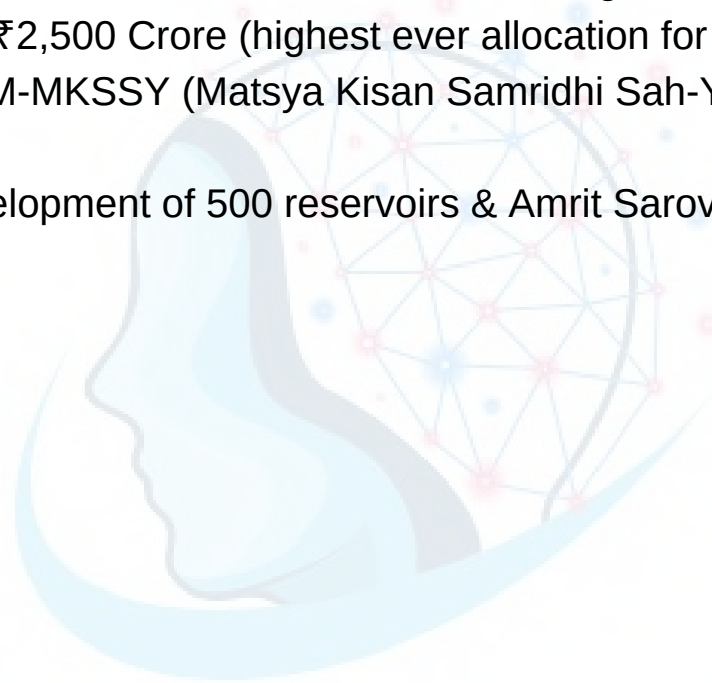 ₹2,500 Crore (highest ever allocation for
M-MKSSY (Matsya Kisan Samridhi Sah-Y
elopment of 500 reservoirs & Amrit Sarov